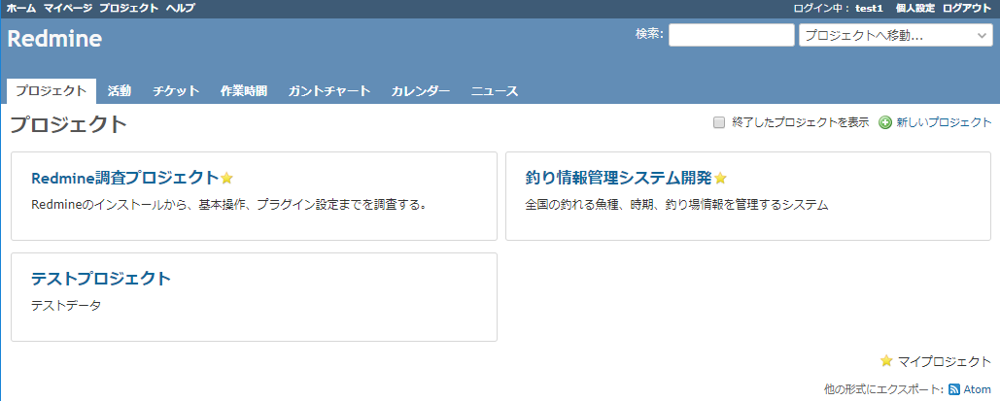 ホーム マイページ プロジェクト ヘルプ ログイン中： test1 個人設定 ログアウト
Redmine 検索: プロジェクトへ移動...
プロジェクト 活動 チケット 作業時間 ガントチャート カレンダー ニュース
プロジェクト 終了したプロジェクトを表示 新しいプロジェクト
Redmine調査プロジェクト
Redmineのインストールから、基本操作、プラグイン設定までを調査する。
釣り情報管理システム開発
全国の釣れる魚種、時期、釣り場情報を管理するシステム
テストプロジェクト
テストデータ
マイプロジェクト
他の形式にエクスポート: Atom